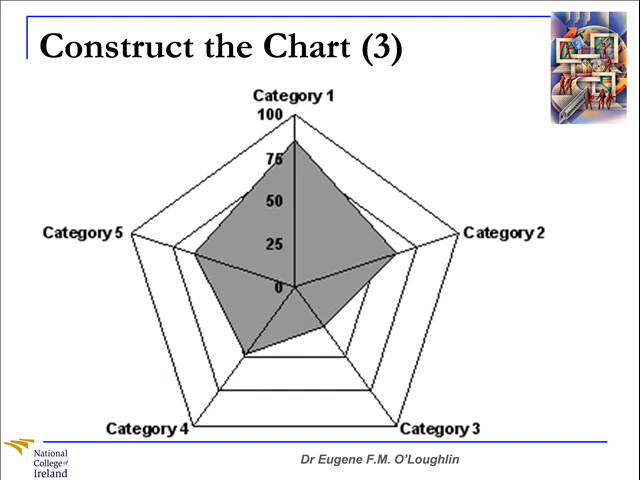 Construct the Chart (3)
Category 1
100
75
50
25
0
Category 5
Category 2
Category 4
Category 3
National
College of
Ireland
Dr Eugene F.M. O'Loughlin